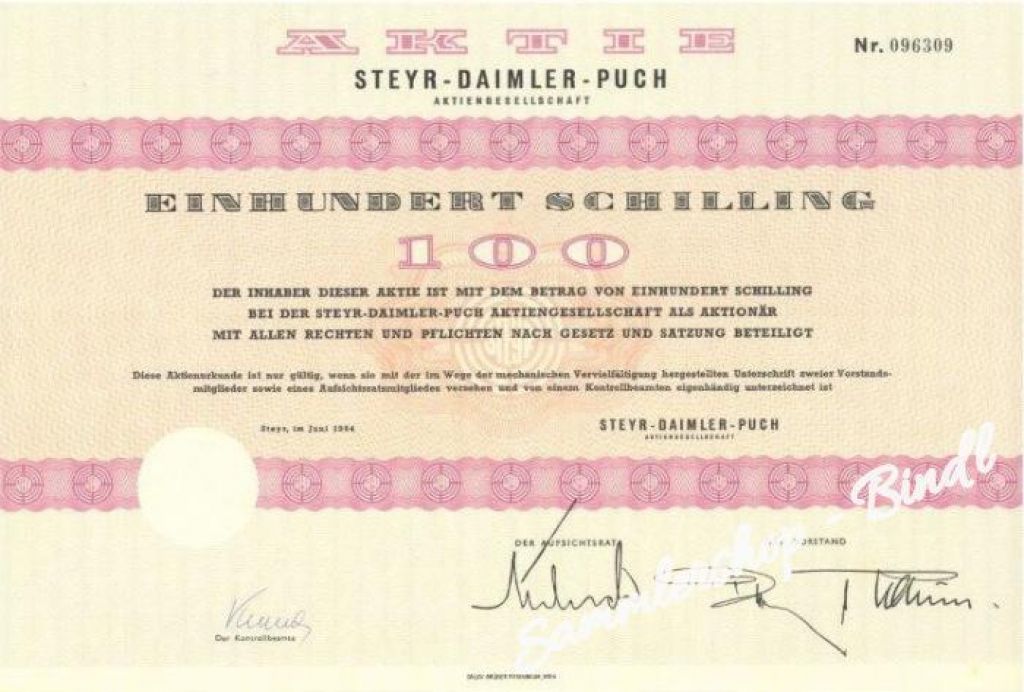 AKTIE
Nr. 096309
STEYR-DAIMLER-PUCH
AKTIENGESELLSCHAFT
EINHUNDERT SCHILLING
100
DER INHABER DIESER AKTIE IST MIT DEM BETRAG VON EINHUNDERT SCHILLING
BEI DER STEYR-DAIMLER-PUCH AKTIENGESELLSCHAFT ALS AKTIONÄR
MIT ALLEN RECHTEN UND PFLICHTEN NACH GESETZ UND SATZUNG BETEILIGT
Diese Aktienurkunde ist nur gültig, wenn sie mit der im Wege der mechanischen Vervielfältigung hergestellten Unterschrift zweier Vorstands-
mitglieder sowie eines Aufsichtsratsmitgliedes versehen und von einem Kontrollbeamten eigenhändig unterzeichnet ist
Steyr, im Juni 1964
STEYR-DAIMLER-PUCH
AKTIENGESELLSCHAFT
DER AUFSICHTSRAT
VORSTAND
Der Kontrollbeamte
Sammlershop - Bindl